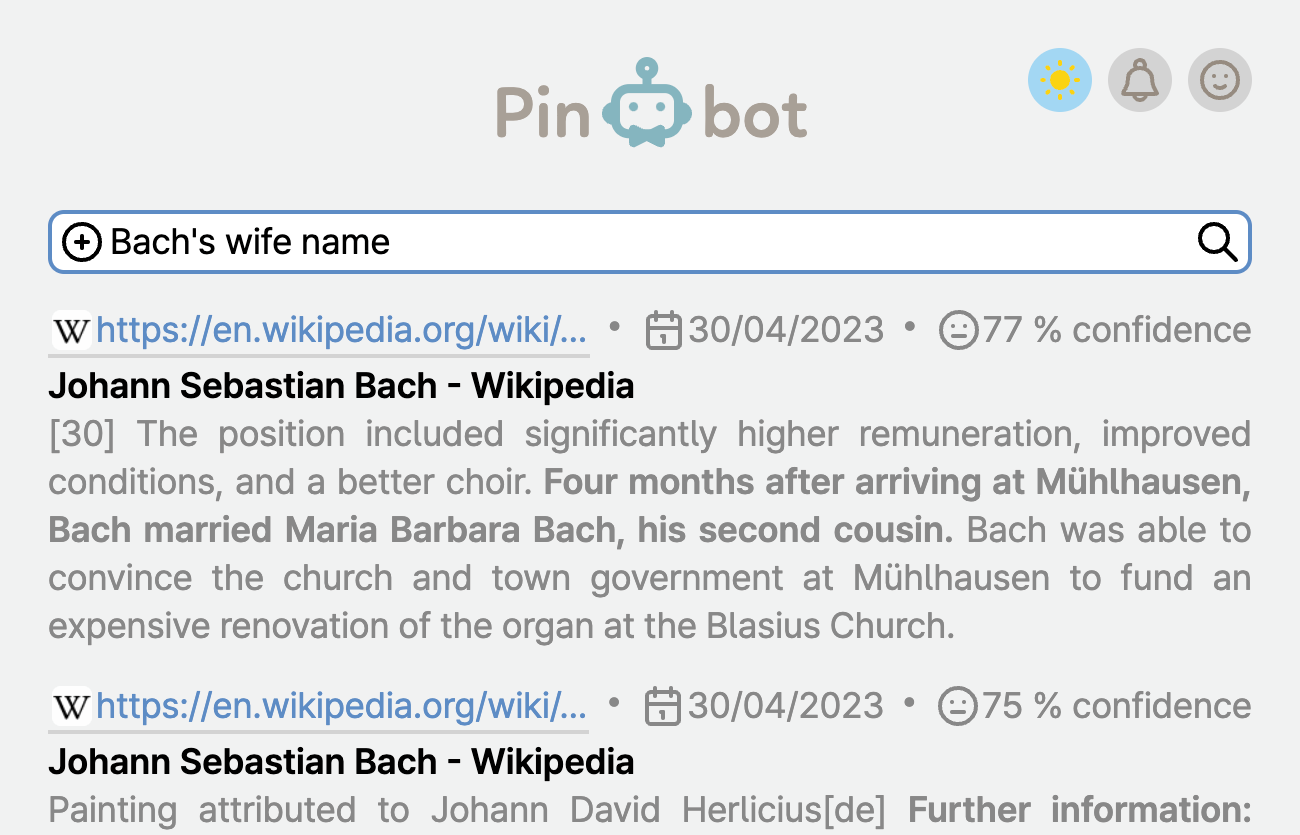 Pin bot
Bach's wife name
W https://en.wikipedia.org/wiki/... • 30/04/2023 • 77 % confidence
Johann Sebastian Bach - Wikipedia
[30] The position included significantly higher remuneration, improved
conditions, and a better choir. Four months after arriving at Mühlhausen,
Bach married Maria Barbara Bach, his second cousin. Bach was able to
convince the church and town government at Mühlhausen to fund an
expensive renovation of the organ at the Blasius Church.
W https://en.wikipedia.org/wiki/... • 30/04/2023 • 75 % confidence
Johann Sebastian Bach - Wikipedia
Painting attributed to Johann David Herlicius[de] Further information: